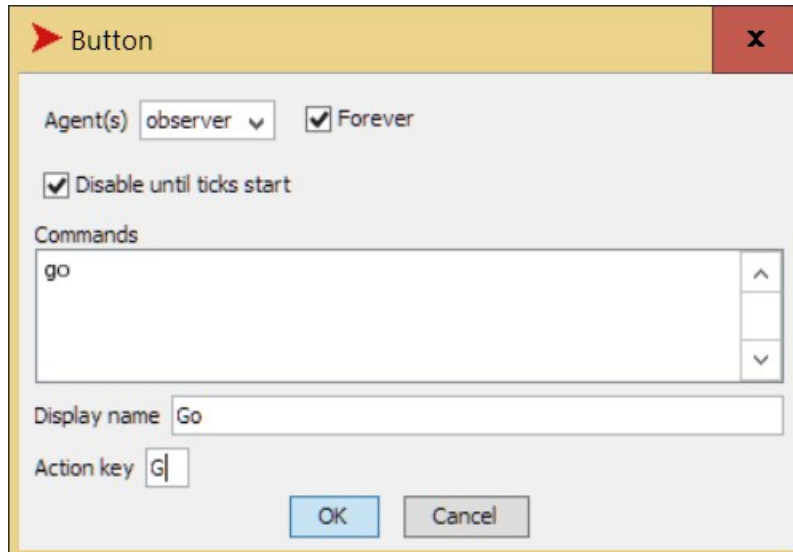 Button x
Agent(s) observer Forever
Disable until ticks start
Commands
go
Display name Go
Action key G
OK Cancel